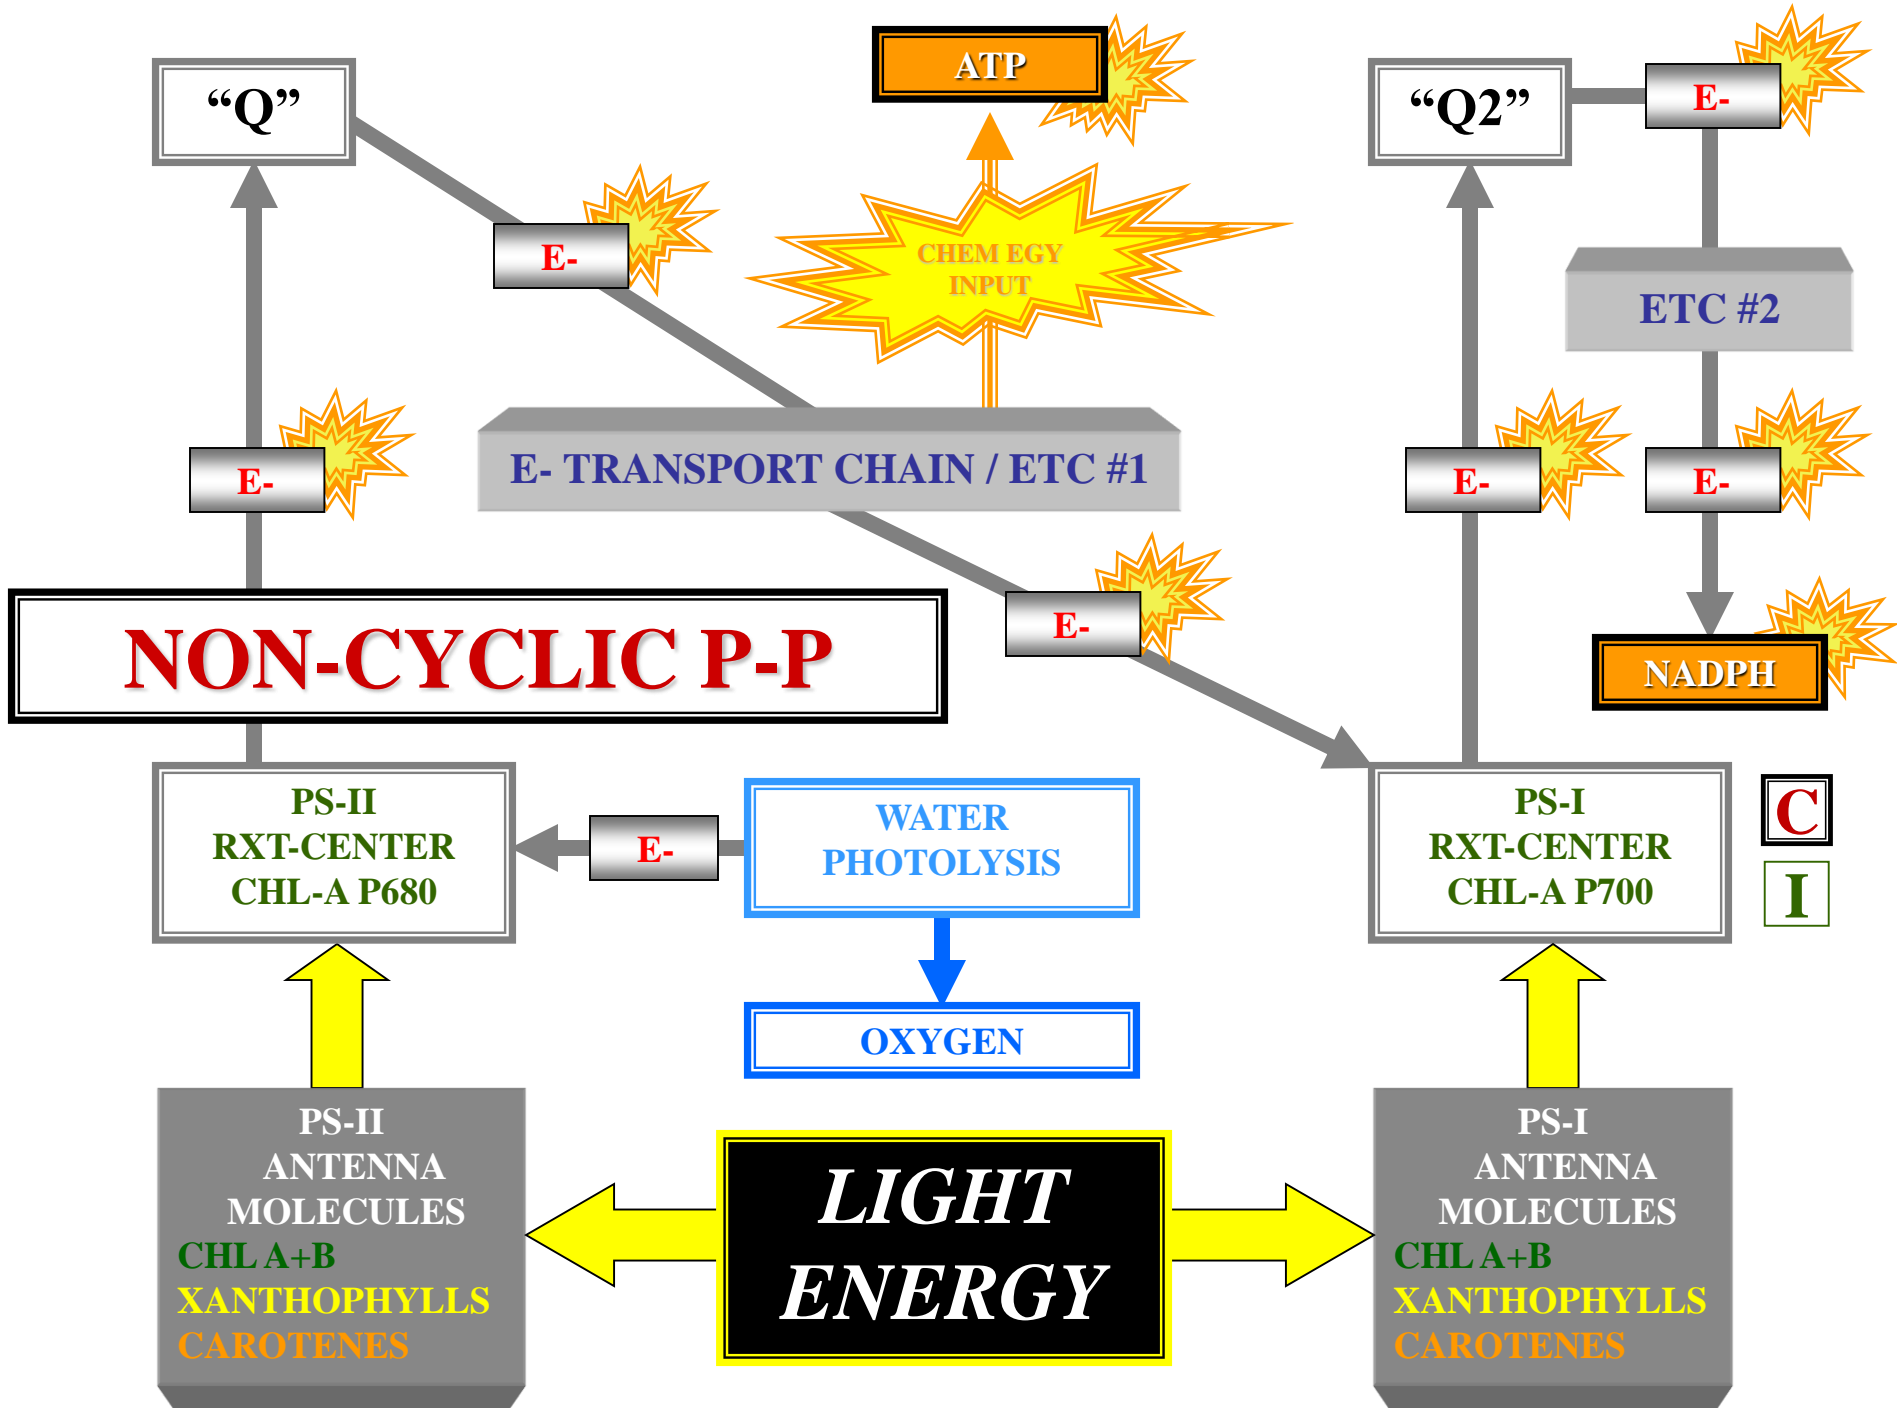 “Q”
ATP
“Q2”
E-
E-
CHEM EGY
INPUT
ETC #2
E- TRANSPORT CHAIN / ETC #1
E-
E-
E-
E-
NON-CYCLIC P-P
NADPH
PS-II
RXT-CENTER
CHL-A P680
E-
WATER
PHOTOLYSIS
PS-I
RXT-CENTER
CHL-A P700
C
I
OXYGEN
PS-II
ANTENNA
MOLECULES
CHL A+B
XANTHOPHYLLS
CAROTENES
LIGHT
ENERGY
PS-I
ANTENNA
MOLECULES
CHL A+B
XANTHOPHYLLS
CAROTENES